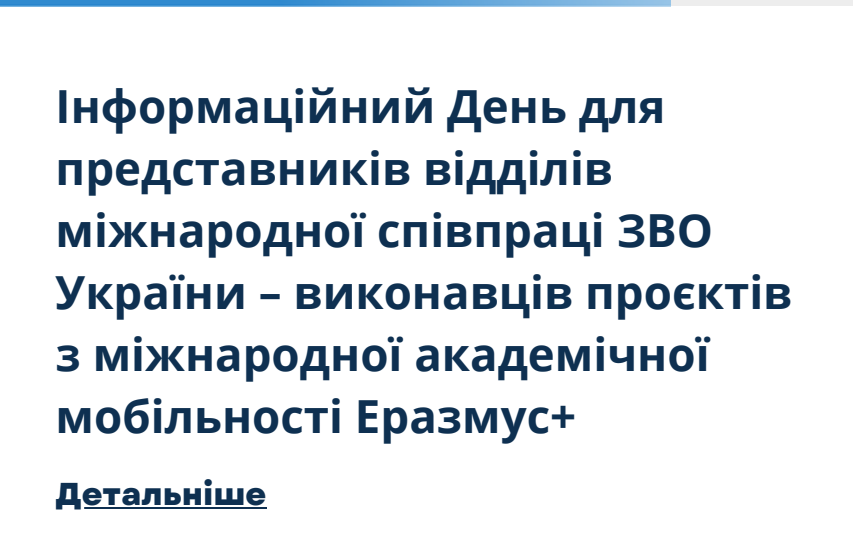 Інформаційний День для
представників відділів
міжнародної співпраці ЗВО
України – виконавців проєктів
з міжнародної академічної
мобільності Еразмус+
Детальніше